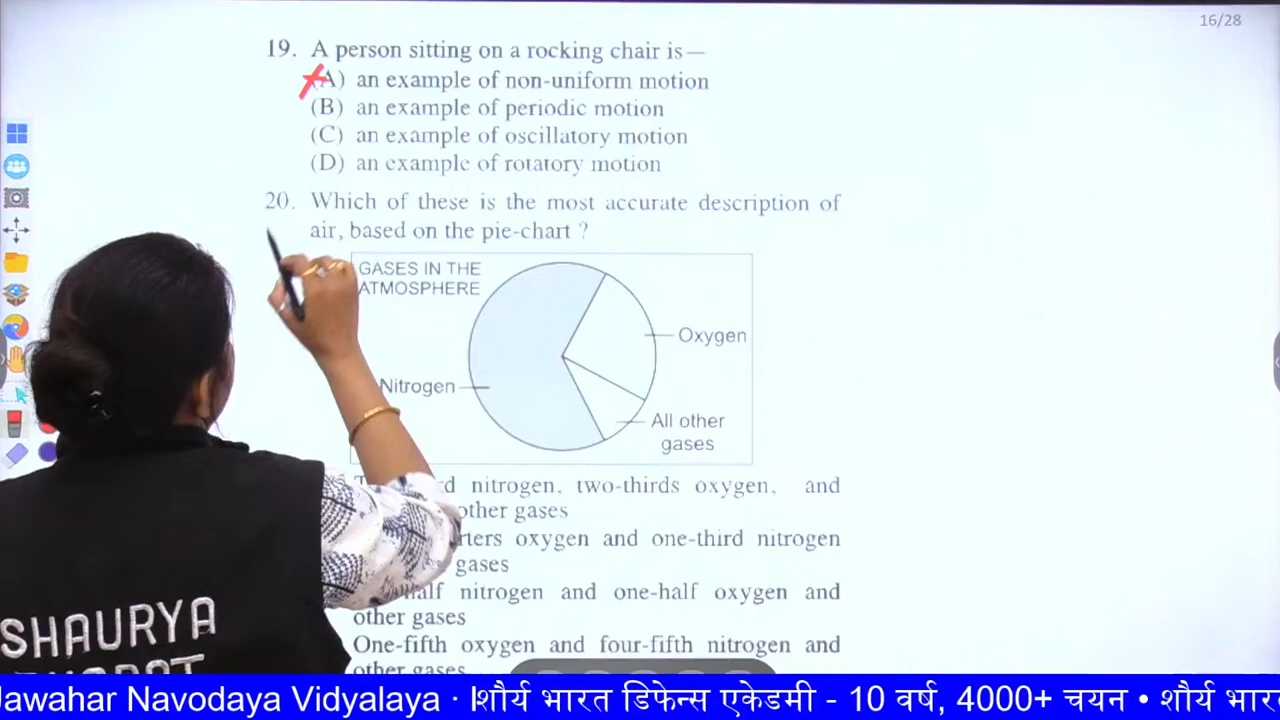 16/28
19. A person sitting on a rocking chair is—
(A) an example of non-uniform motion
(B) an example of periodic motion
(C) an example of oscillatory motion
(D) an example of rotatory motion
20. Which of these is the most accurate description of
air, based on the pie-chart ?
GASES IN THE
ATMOSPHERE
Oxygen
Nitrogen
All other
gases
nitrogen, two-thirds oxygen, and
other gases
oxygen and one-third nitrogen
gases
nitrogen and one-half oxygen and
other gases
One-fifth oxygen and four-fifth nitrogen and
other gases
SHAURYA
Jawahar Navodaya Vidyalaya · शौर्य भारत डिफेन्स एकेडमी - 10 वर्ष, 4000+ चयन • शौर्य